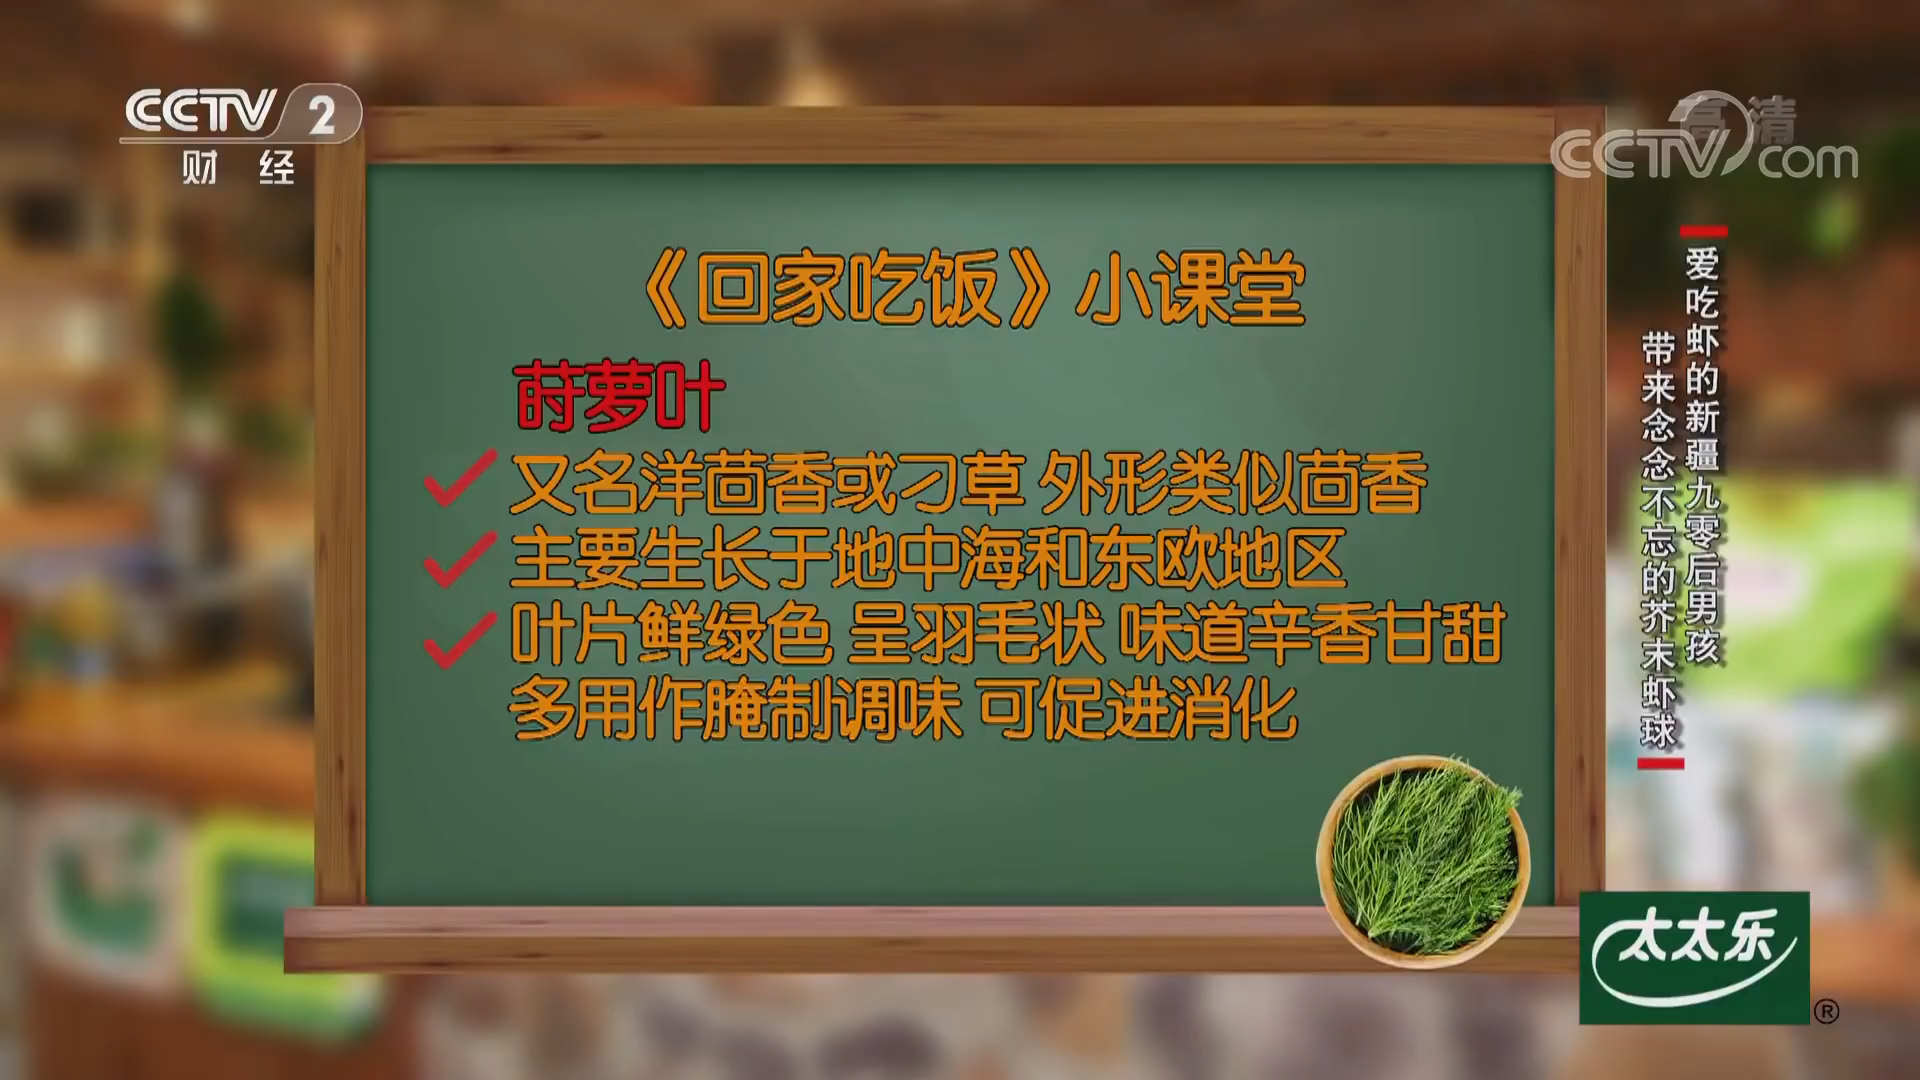 CCTV 2
财 经
高清
CCTV.com
《回家吃饭》小课堂
莳萝叶
又名洋茴香或刁草 外形类似茴香
主要生长于地中海和东欧地区
叶片鲜绿色 呈羽毛状 味道辛香甘甜
多用作腌制调味 可促进消化
爱吃虾的新疆九零后男孩
带来念念不忘的芥末虾球
太太乐
®